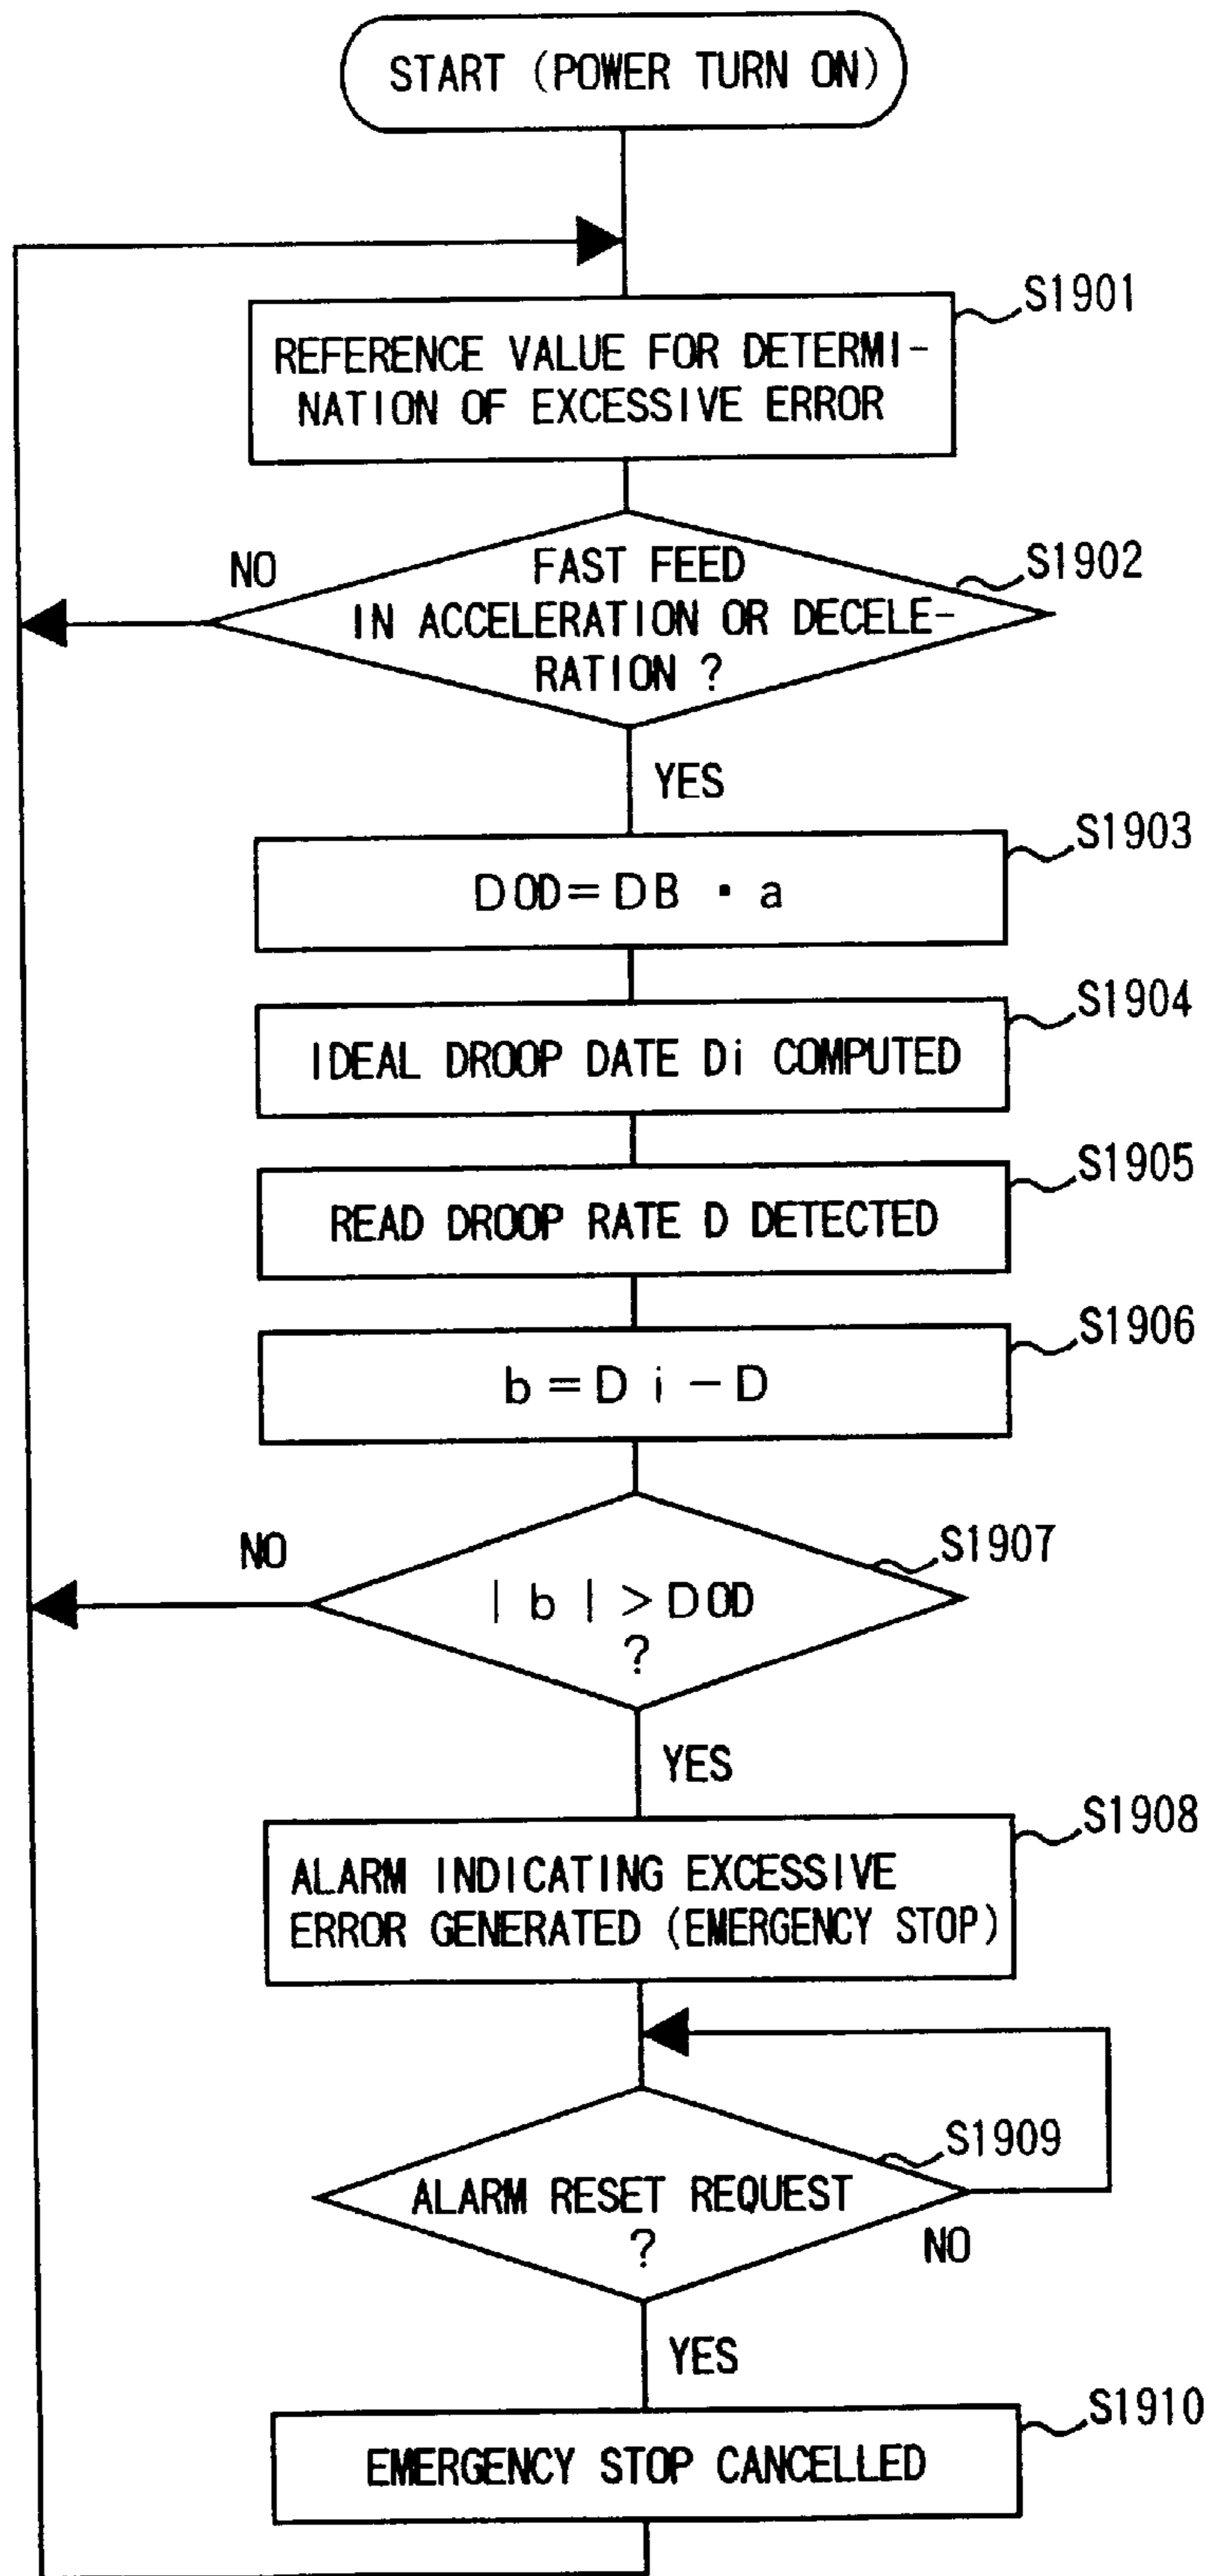 START (POWER TURN ON)
S1901
REFERENCE VALUE FOR DETERMI-
NATION OF EXCESSIVE ERROR
S1902
NO
FAST FEED
IN ACCELERATION OR DECELE-
RATION ?
YES
S1903
DOD=DB · a
S1904
IDEAL DROOP DATE Di COMPUTED
S1905
READ DROOP RATE D DETECTED
S1906
b=Di-D
S1907
NO
| b | > DOD
?
YES
S1908
ALARM INDICATING EXCESSIVE
ERROR GENERATED (EMERGENCY STOP)
S1909
ALARM RESET REQUEST
?
NO
YES
S1910
EMERGENCY STOP CANCELLED